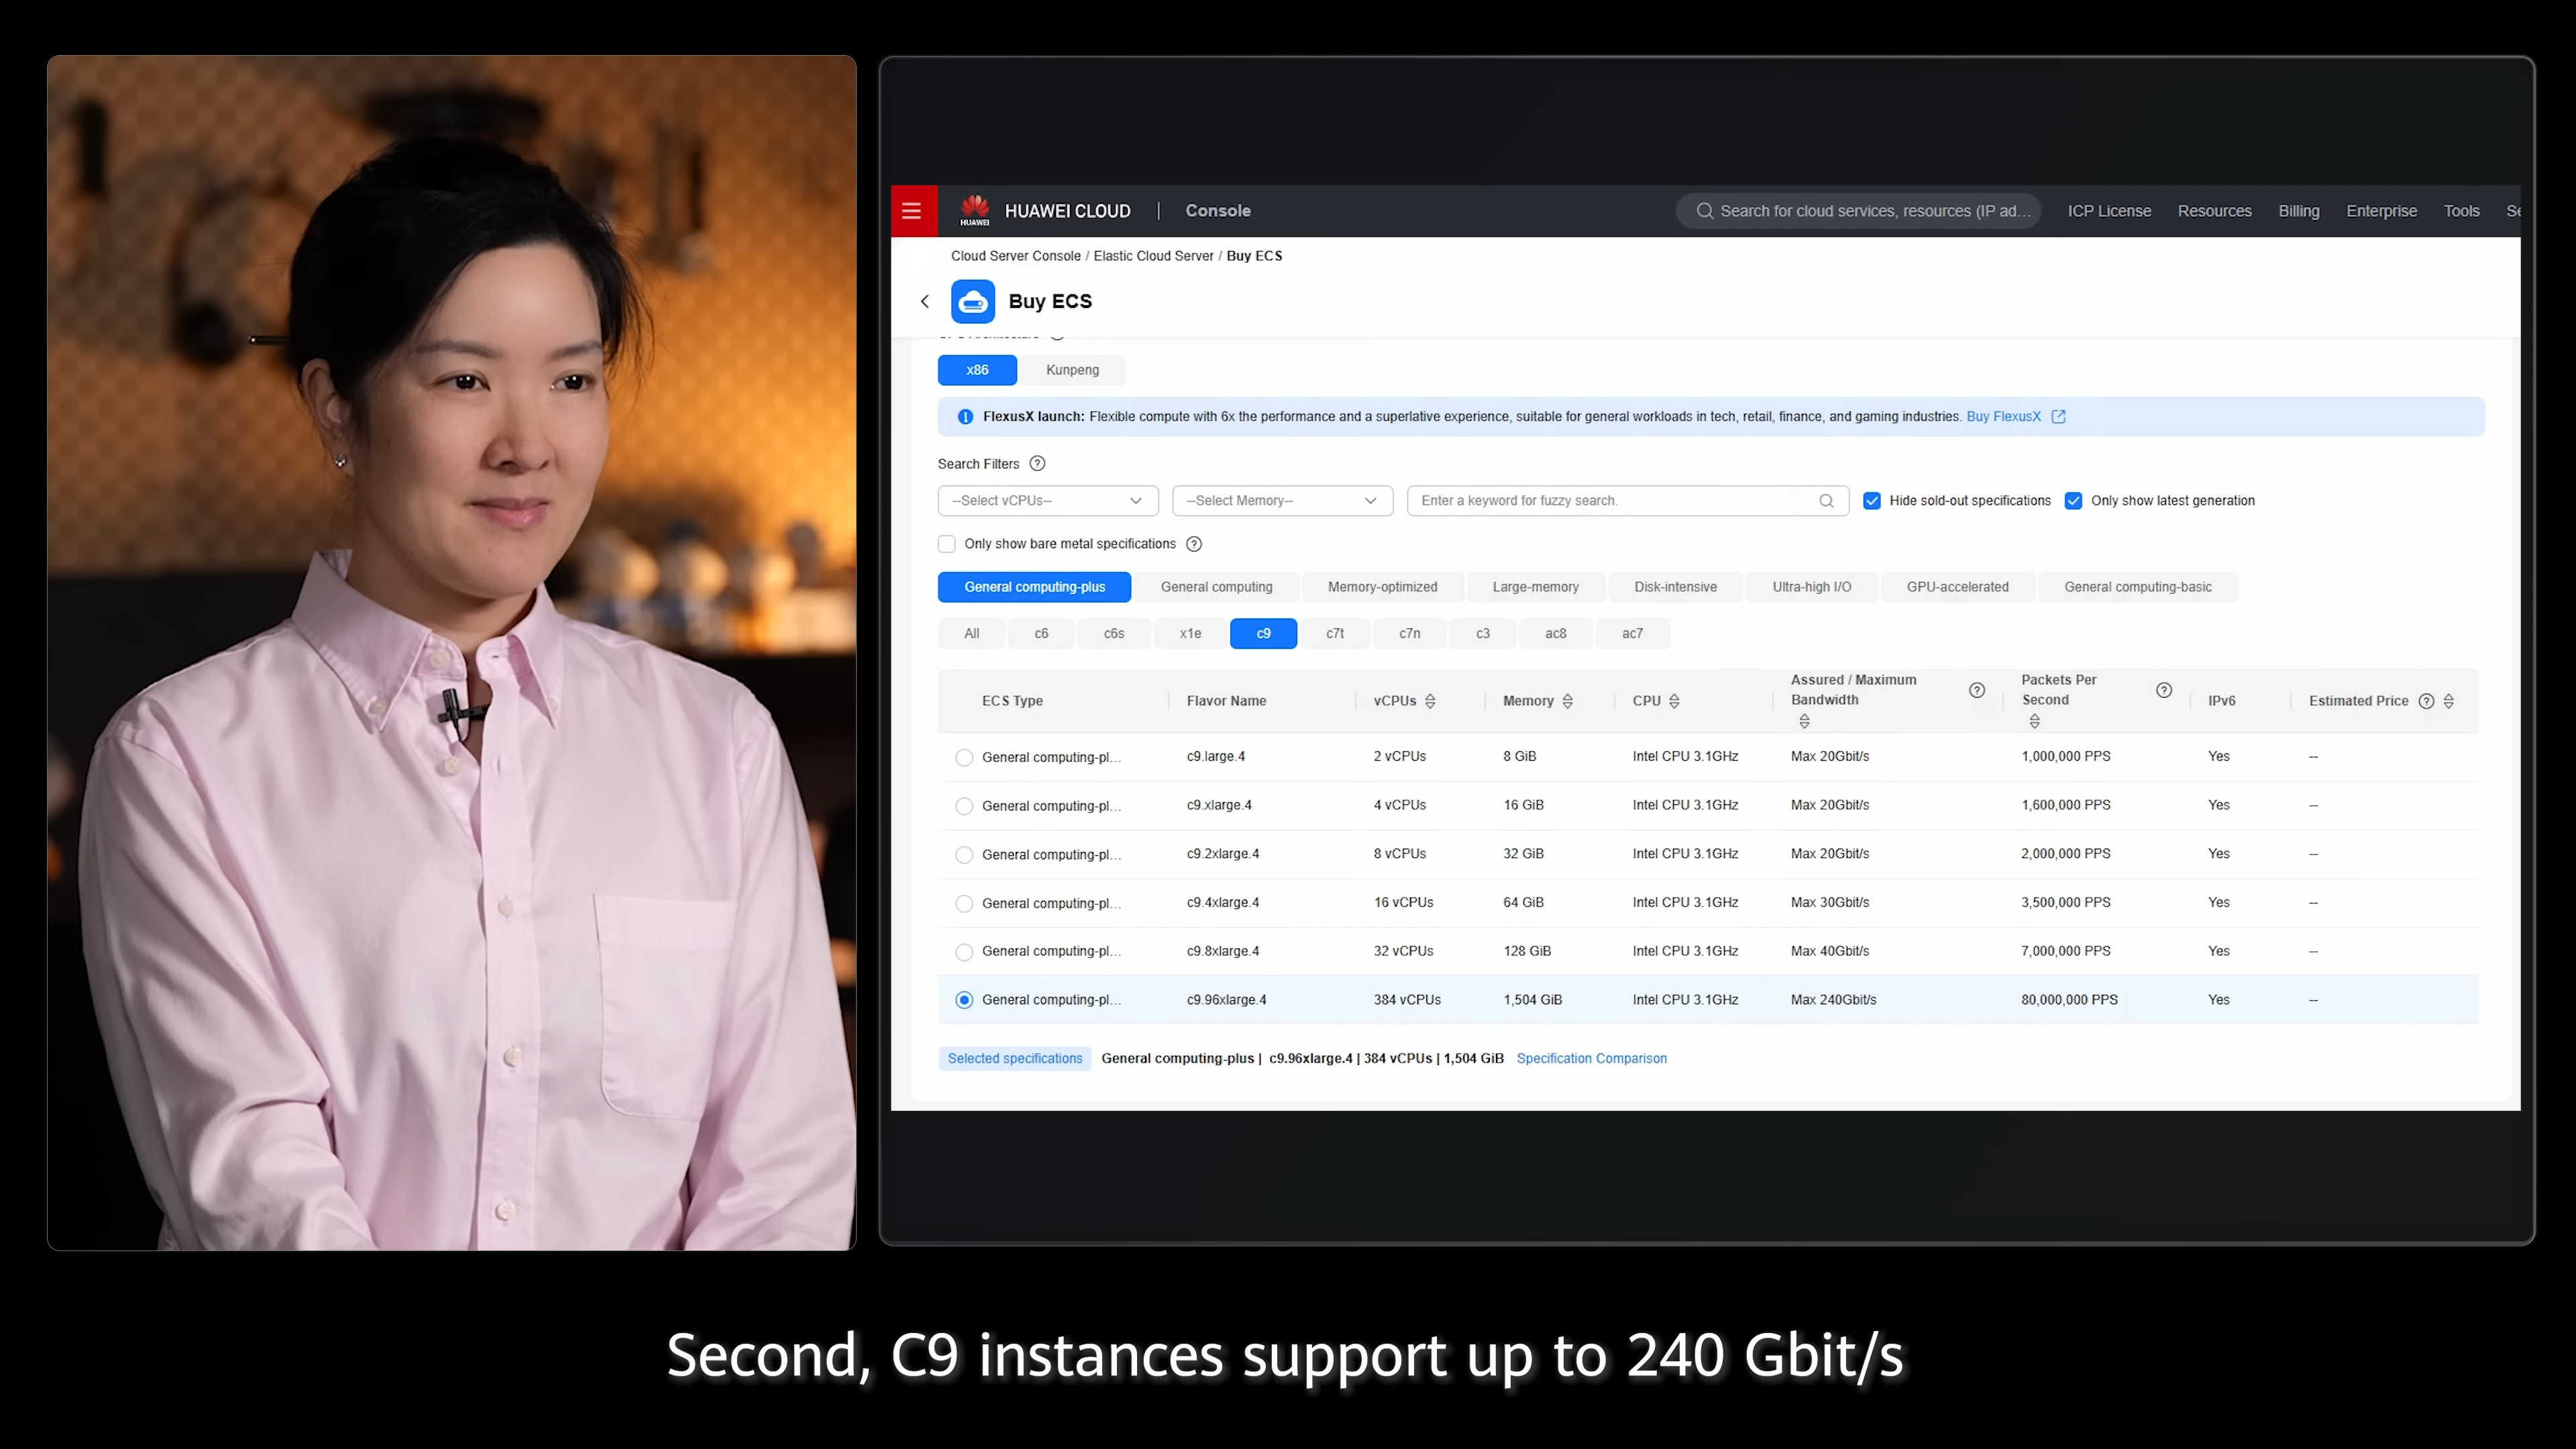 HUAWEI
HUAWEI CLOUD | Console
Search for cloud services, resources (IP ad...
ICP License Resources Billing Enterprise Tools Se
Cloud Server Console / Elastic Cloud Server / Buy ECS
Buy ECS
x86 Kunpeng
FlexusX launch: Flexible compute with 6x the performance and a superlative experience, suitable for general workloads in tech, retail, finance, and gaming industries. Buy FlexusX
Search Filters
--Select vCPUs-- --Select Memory-- Enter a keyword for fuzzy search. Hide sold-out specifications Only show latest generation
Only show bare metal specifications
General computing-plus General computing Memory-optimized Large-memory Disk-intensive Ultra-high I/O GPU-accelerated General computing-basic
All c6 c6s x1e c9 c7t c7n c3 ac8 ac7
ECS Type Flavor Name vCPUs Memory CPU Assured / Maximum Bandwidth Packets Per Second IPv6 Estimated Price
General computing-pl... c9.large.4 2 vCPUs 8 GiB Intel CPU 3.1GHz Max 20Gbit/s 1,000,000 PPS Yes --
General computing-pl... c9.xlarge.4 4 vCPUs 16 GiB Intel CPU 3.1GHz Max 20Gbit/s 1,600,000 PPS Yes --
General computing-pl... c9.2xlarge.4 8 vCPUs 32 GiB Intel CPU 3.1GHz Max 20Gbit/s 2,000,000 PPS Yes --
General computing-pl... c9.4xlarge.4 16 vCPUs 64 GiB Intel CPU 3.1GHz Max 30Gbit/s 3,500,000 PPS Yes --
General computing-pl... c9.8xlarge.4 32 vCPUs 128 GiB Intel CPU 3.1GHz Max 40Gbit/s 7,000,000 PPS Yes --
General computing-pl... c9.96xlarge.4 384 vCPUs 1,504 GiB Intel CPU 3.1GHz Max 240Gbit/s 80,000,000 PPS Yes --
Selected specifications General computing-plus | c9.96xlarge.4 | 384 vCPUs | 1,504 GiB Specification Comparison
Second, C9 instances support up to 240 Gbit/s